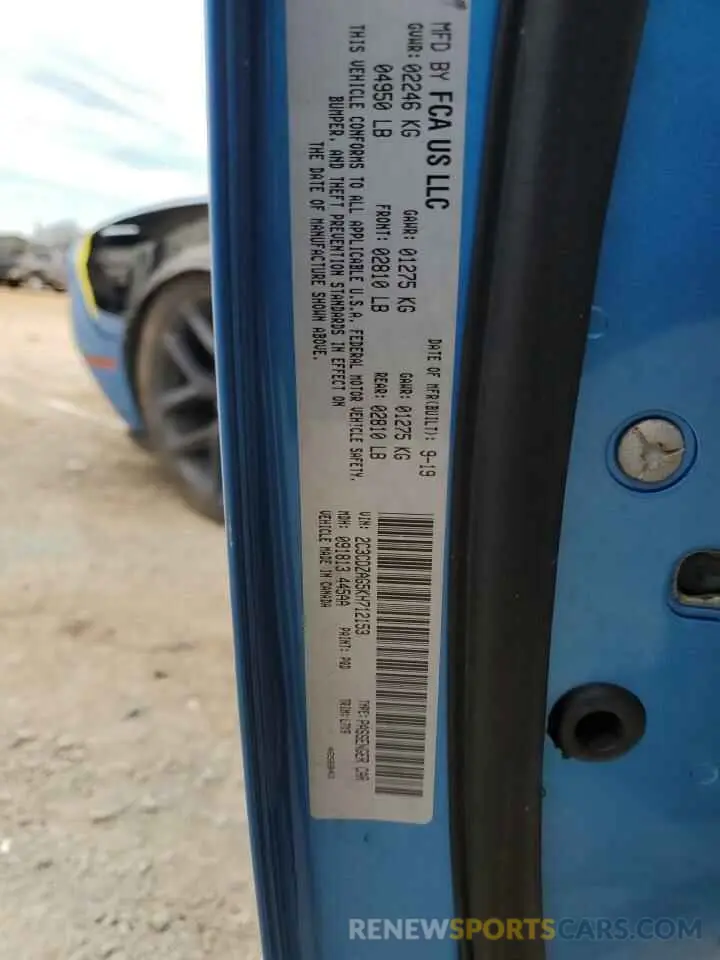 MFD BY FCA US LLC
DATE OF MFR(BUILT): 9-19
GVWR: 02246 KG
04950 LB
GAWR: 01275 KG
FRONT: 02810 LB
GAWR: 01275 KG
REAR: 02810 LB
THIS VEHICLE CONFORMS TO ALL APPLICABLE U.S.A. FEDERAL MOTOR VEHICLE SAFETY,
BUMPER, AND THEFT PREVENTION STANDARDS IN EFFECT ON
THE DATE OF MANUFACTURE SHOWN ABOVE.
VIN: 2C3CDZAG5KH712153
TYPE: PASSENGER CAR
MDH: 091813 445AA
PAINT: PQD
TRIM: L7X9
VEHICLE MADE IN CANADA
RENEWSPORTSCARS.COM